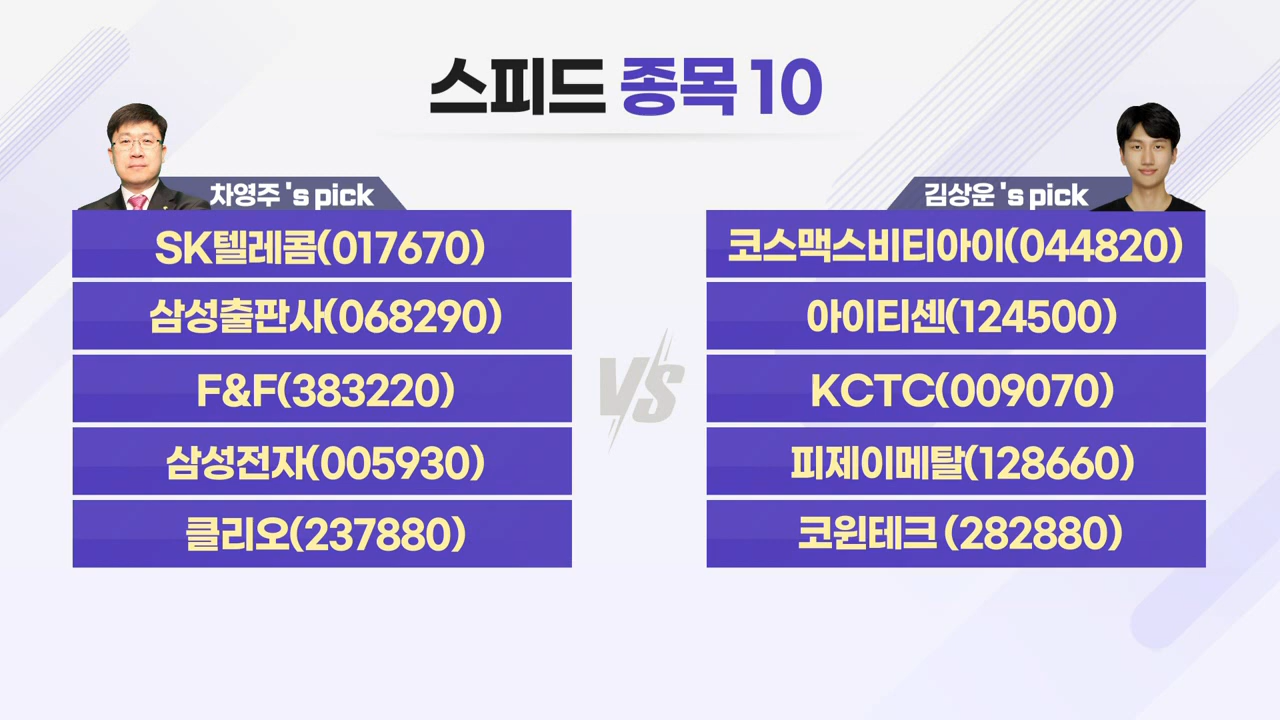 스피드 종목 10
차영주 's pick
SK텔레콤(017670)
삼성출판사(068290)
F&F(383220)
삼성전자(005930)
클리오(237880)
VS
김상운 's pick
코스맥스비티아이(044820)
아이티센(124500)
KCTC(009070)
피제이메탈(128660)
코윈테크 (282880)